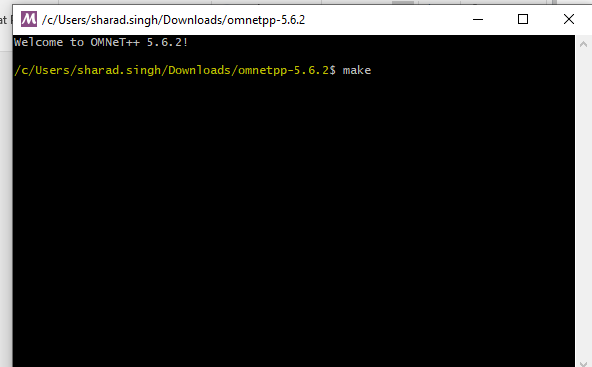 /c/Users/sharad.singh/Downloads/omnetpp-5.6.2
Welcome to OMNeT++ 5.6.2!
/c/Users/sharad.singh/Downloads/omnetpp-5.6.2$ make